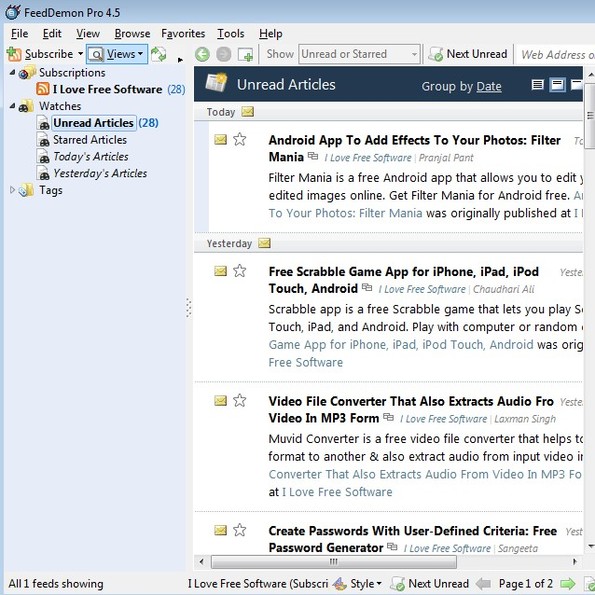 FeedDemon Pro 4.5
File Edit View Browse Favorites Tools Help
Subscribe Views Show Unread or Starred Next Unread Web Address o
Subscriptions
I Love Free Software (28)
Watches
Unread Articles (28)
Starred Articles
Today's Articles
Yesterday's Articles
Tags
Unread Articles Group by Date
Today
Android App To Add Effects To Your Photos: Filter
Mania I Love Free Software | Pranjal Pant
Filter Mania is a free Android app that allows you to edit
edited images online. Get Filter Mania for Android free. A
To Your Photos: Filter Mania was originally published at I
Yesterday
Free Scrabble Game App for iPhone, iPad, iPod Yeste
Touch, Android I Love Free Software | Chaudhari Ali
Scrabble app is a free Scrabble game that lets you play S
Touch, iPad, and Android. Play with computer or random
Game App for iPhone, iPad, iPod Touch, Android was orig
Free Software
Video File Converter That Also Extracts Audio Fro Yeste
Video In MP3 Form I Love Free Software | Laxman Singh
Muvid Converter is a free video file converter that helps to
format to another & also extract audio from input video i
Converter That Also Extracts Audio From Video In MP3 Fo
at I Love Free Software
Create Passwords With User-Defined Criteria: Free Yest
Password Generator I Love Free Software | Sangeeta
All 1 feeds showing I Love Free Software (Subscri Style Next Unread Page 1 of 2